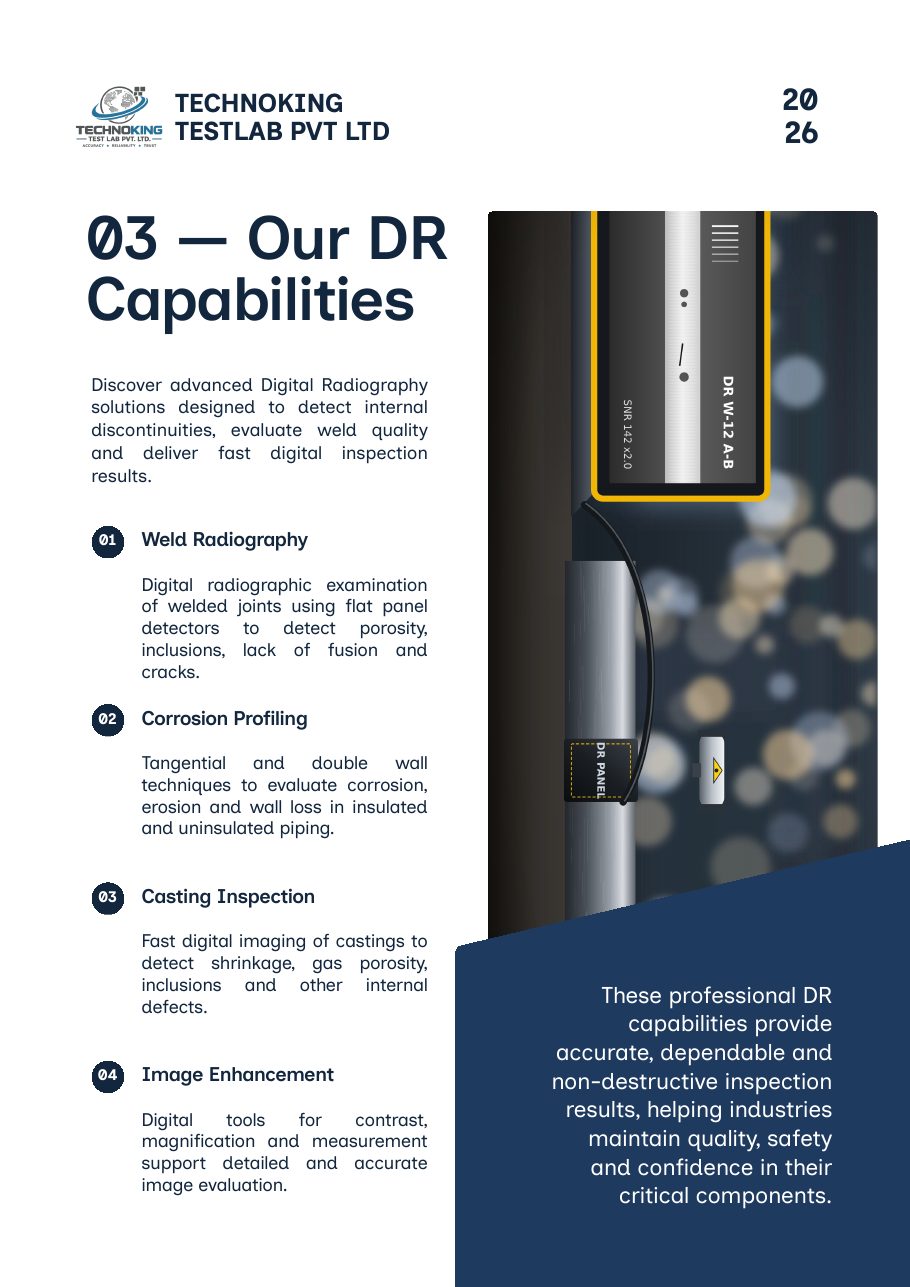 TECHNOKING
TEST LAB PVT. LTD.
ACCURACY • RELIABILITY • TRUST
TECHNOKING
TESTLAB PVT LTD
20
26
03 — Our DR
Capabilities
Discover advanced Digital Radiography
solutions designed to detect internal
discontinuities, evaluate weld quality
and deliver fast digital inspection
results.
01 Weld Radiography
Digital radiographic examination
of welded joints using flat panel
detectors to detect porosity,
inclusions, lack of fusion and
cracks.
02 Corrosion Profiling
Tangential and double wall
techniques to evaluate corrosion,
erosion and wall loss in insulated
and uninsulated piping.
03 Casting Inspection
Fast digital imaging of castings to
detect shrinkage, gas porosity,
inclusions and other internal
defects.
04 Image Enhancement
Digital tools for contrast,
magnification and measurement
support detailed and accurate
image evaluation.
DR W-12 A-B
SNR 142 x2.0
DR PANEL
These professional DR
capabilities provide
accurate, dependable and
non-destructive inspection
results, helping industries
maintain quality, safety
and confidence in their
critical components.